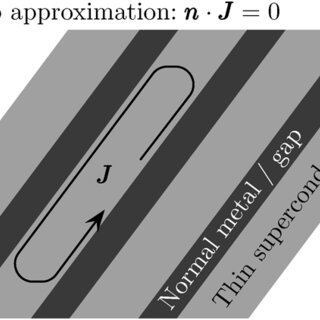 approximation: n · J = 0
J
Normal metal / gap
Thin supercond